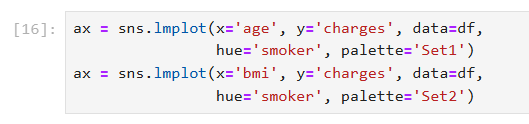 [16]: ax = sns.lmplot(x='age', y='charges', data=df,
hue='smoker', palette='Set1')
ax = sns.lmplot(x='bmi', y='charges', data=df,
hue='smoker', palette='Set2')